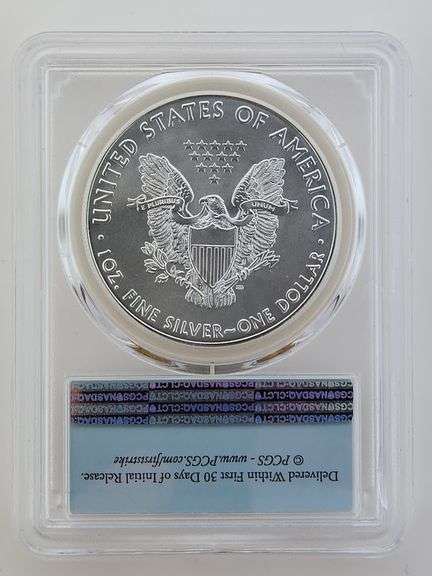 UNITED STATES OF AMERICA
E PLURIBUS UNUM
1 OZ. FINE SILVER~ONE DOLLAR
PCGS NASDAQ:CLCT
© PCGS - www.PCGS.com/firststrike
Delivered Within First 30 Days of Initial Release.